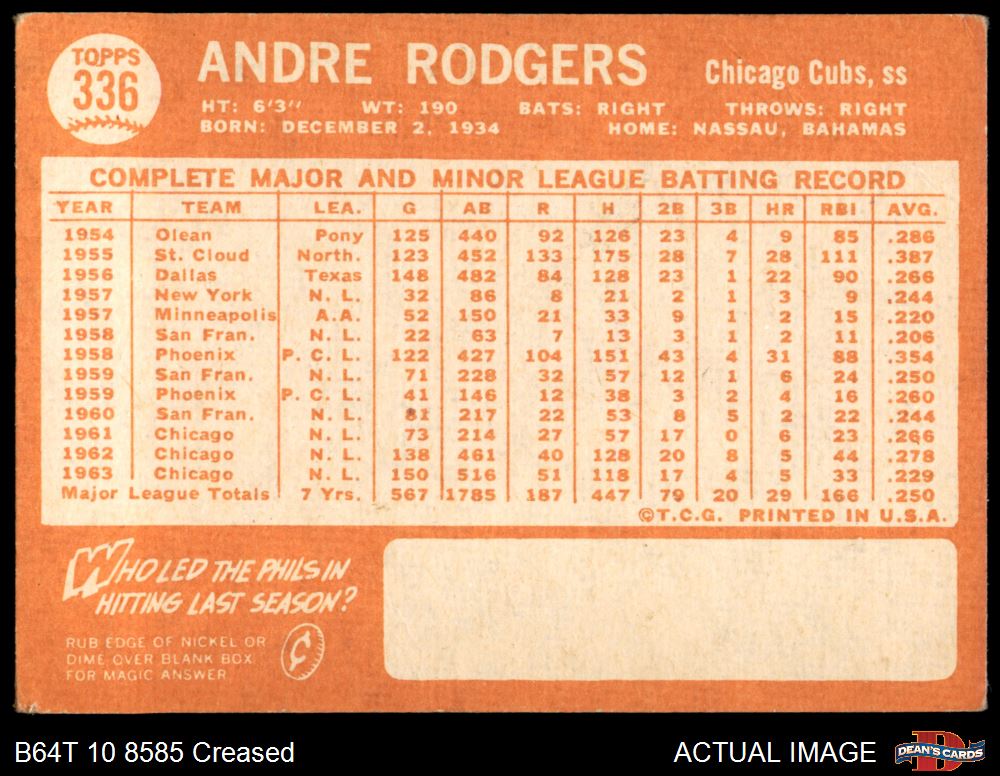 TOPPS
336
ANDRE RODGERS
Chicago Cubs, ss
HT: 6'3" WT: 190 BATS: RIGHT THROWS: RIGHT
BORN: DECEMBER 2, 1934 HOME: NASSAU, BAHAMAS
COMPLETE MAJOR AND MINOR LEAGUE BATTING RECORD
YEAR TEAM LEA. G AB R H 2B 3B HR RBI AVG.
1954 Olean Pony 125 440 92 126 23 4 9 85 .286
1955 St. Cloud North. 123 452 133 175 28 7 28 111 .387
1956 Dallas Texas 148 482 84 128 23 1 22 90 .266
1957 New York N. L. 32 86 8 21 2 1 3 9 .244
1957 Minneapolis A.A. 52 150 21 33 9 1 2 15 .220
1958 San Fran. N. L. 22 63 7 13 3 1 2 11 .206
1958 Phoenix P. C. L. 122 427 104 151 43 4 31 88 .354
1959 San Fran. N. L. 71 228 32 57 12 1 6 24 .250
1959 Phoenix P. C. L. 41 146 12 38 3 2 4 16 .260
1960 San Fran. N. L. 81 217 22 53 8 5 2 22 .244
1961 Chicago N. L. 73 214 27 57 17 0 6 23 .266
1962 Chicago N. L. 138 461 40 128 20 8 5 44 .278
1963 Chicago N. L. 150 516 51 118 17 4 5 33 .229
Major League Totals 7 Yrs. 567 1785 187 447 79 20 29 166 .250
©T.C.G. PRINTED IN U.S.A.
WHO LED THE PHILS IN
HITTING LAST SEASON?
RUB EDGE OF NICKEL OR
DIME OVER BLANK BOX
FOR MAGIC ANSWER
¢
B64T 10 8585 Creased
ACTUAL IMAGE
DEAN'S CARDS